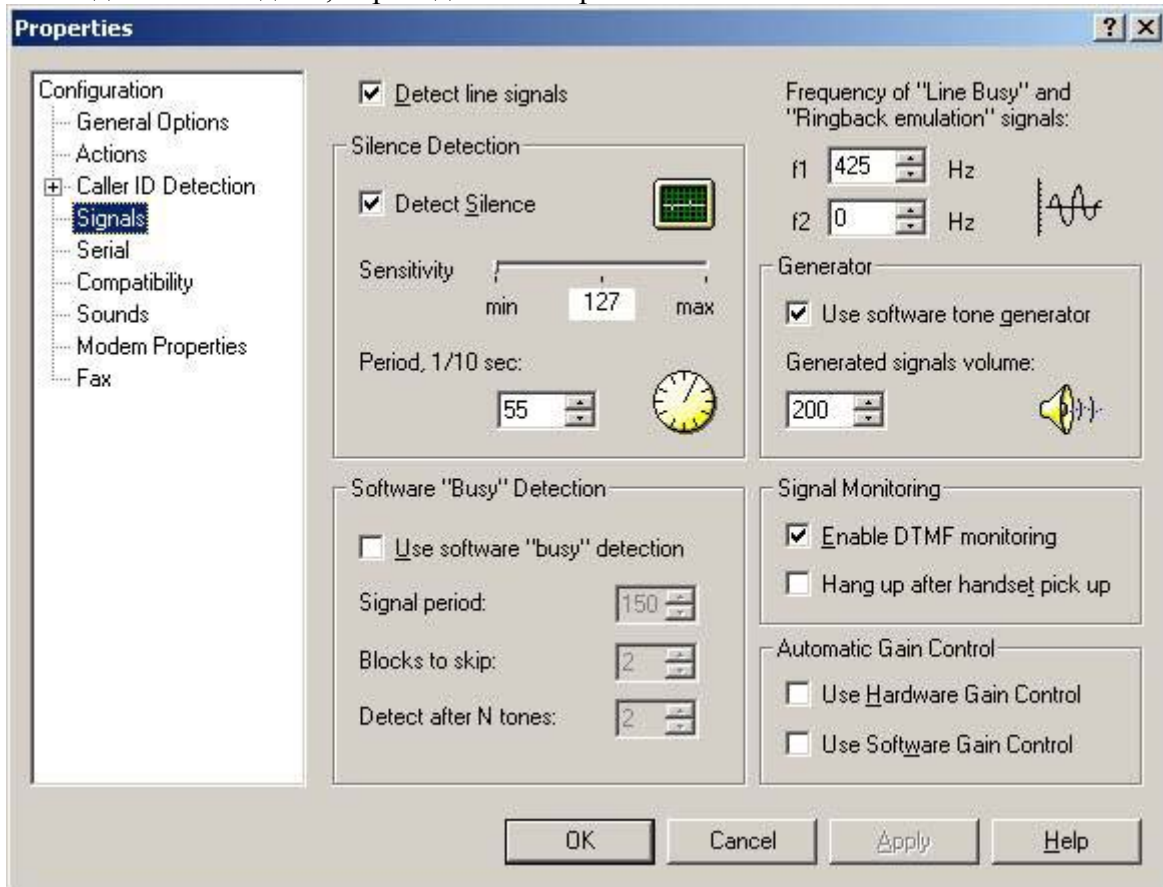 Properties
Configuration
General Options
Actions
Caller ID Detection
Signals
Serial
Compatibility
Sounds
Modem Properties
Fax
Detect line signals
Silence Detection
Detect Silence
Sensitivity
min 127 max
Period, 1/10 sec:
55
Software "Busy" Detection
Use software "busy" detection
Signal period: 150
Blocks to skip: 2
Detect after N tones: 2
Frequency of "Line Busy" and
"Ringback emulation" signals:
f1 425 Hz
f2 0 Hz
Generator
Use software tone generator
Generated signals volume:
200
Signal Monitoring
Enable DTMF monitoring
Hang up after handset pick up
Automatic Gain Control
Use Hardware Gain Control
Use Software Gain Control
OK Cancel Apply Help